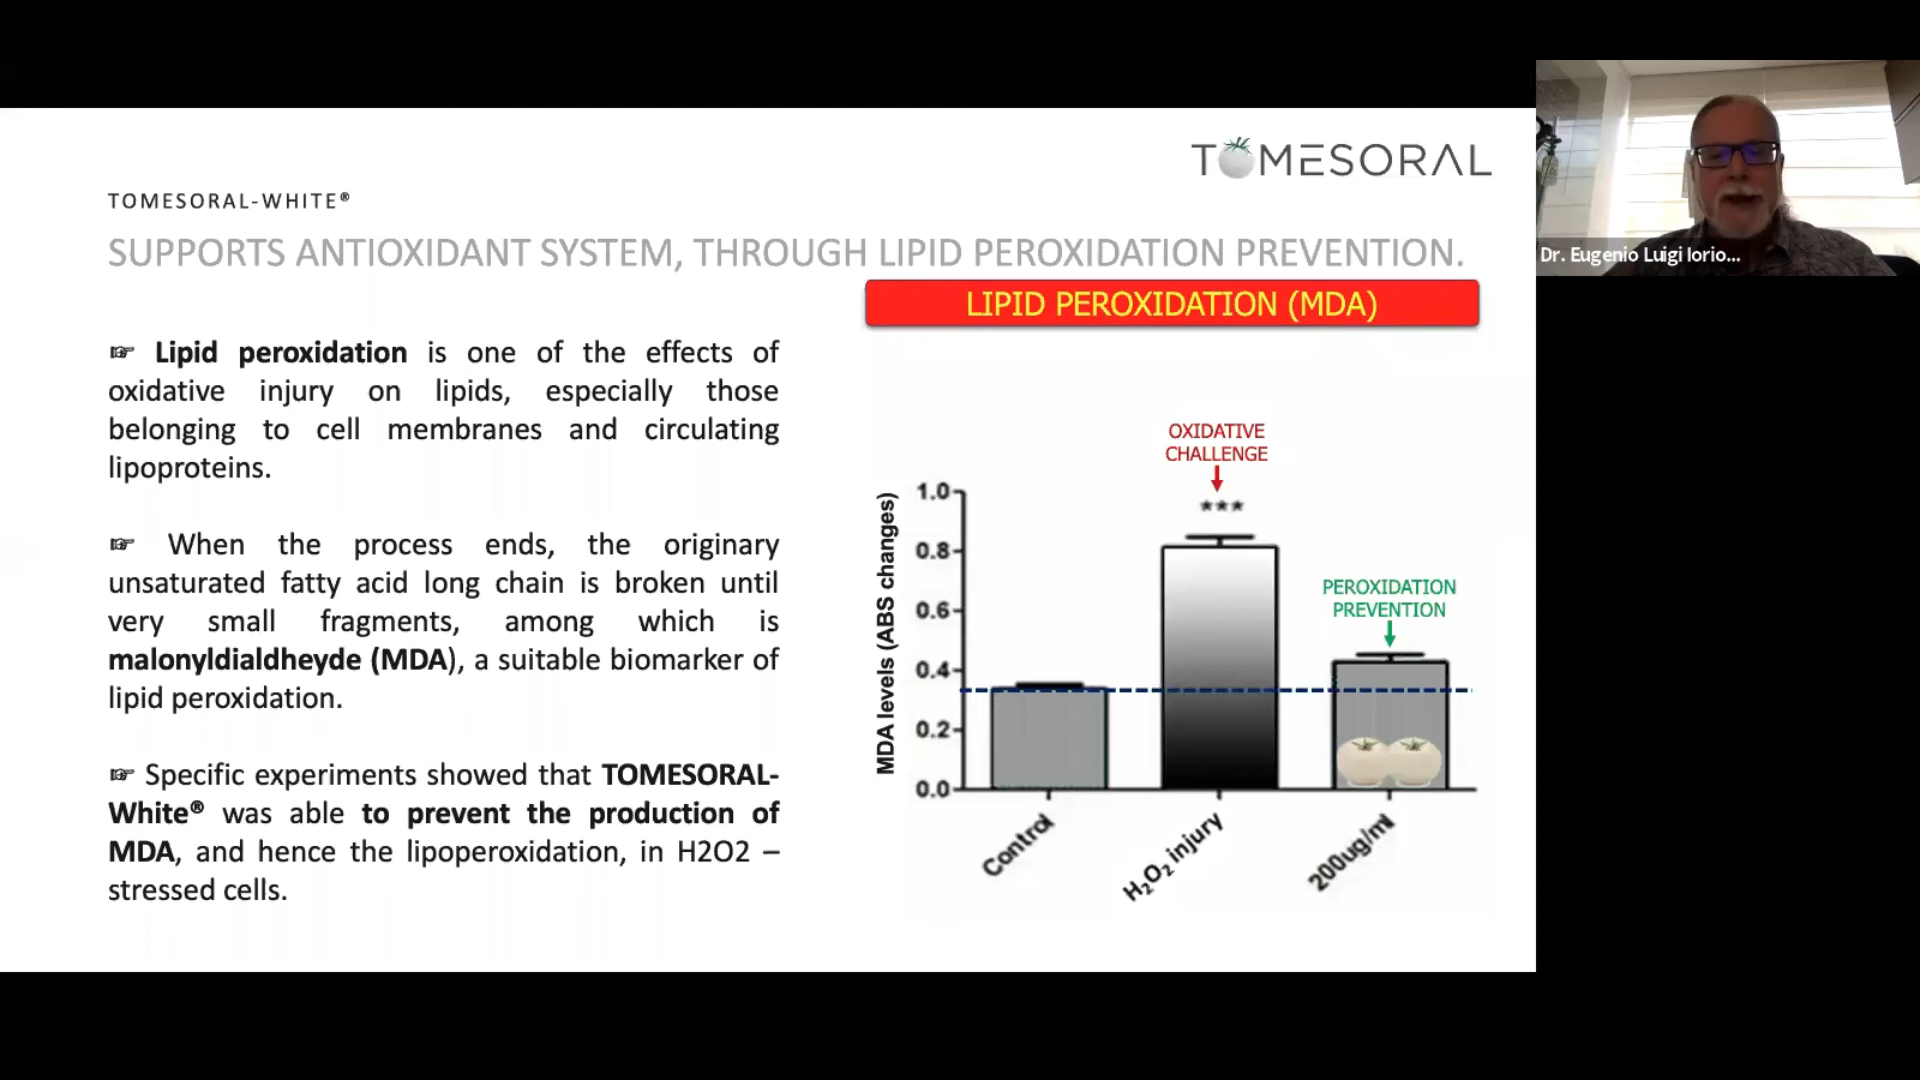 TOMESORAL
TOMESORAL-WHITE®
SUPPORTS ANTIOXIDANT SYSTEM, THROUGH LIPID PEROXIDATION PREVENTION.
☞ Lipid peroxidation is one of the effects of
oxidative injury on lipids, especially those
belonging to cell membranes and circulating
lipoproteins.
☞ When the process ends, the originary
unsaturated fatty acid long chain is broken until
very small fragments, among which is
malonyldialdheyde (MDA), a suitable biomarker of
lipid peroxidation.
☞ Specific experiments showed that TOMESORAL-
White® was able to prevent the production of
MDA, and hence the lipoperoxidation, in H2O2 –
stressed cells.
LIPID PEROXIDATION (MDA)
OXIDATIVE
CHALLENGE
***
PEROXIDATION
PREVENTION
MDA levels (ABS changes)
1.0
0.8
0.6
0.4
0.2
0.0
Control
H₂O₂ injury
200ug/ml
Dr. Eugenio Luigi Iorio...